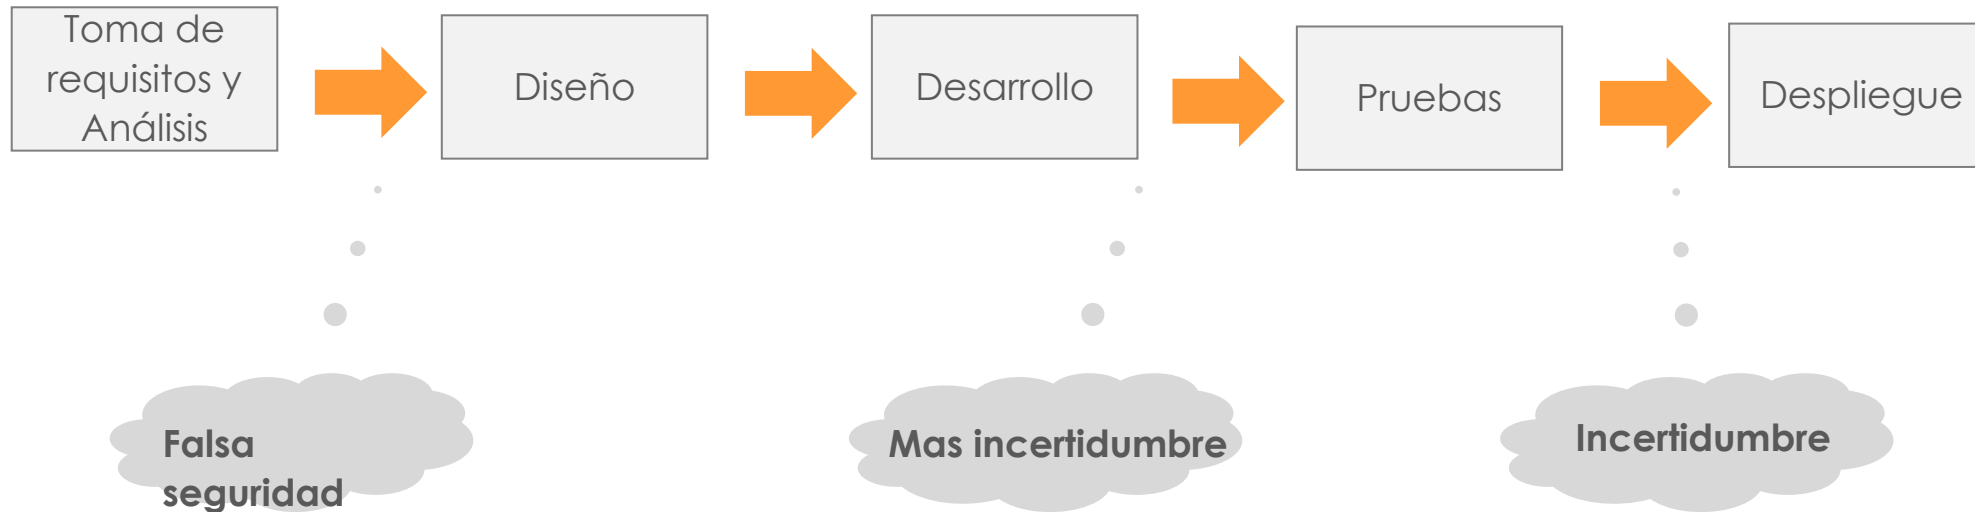 Toma de
requisitos y
Análisis
Diseño
Desarrollo
Pruebas
Despliegue
Falsa
seguridad
Mas incertidumbre
Incertidumbre